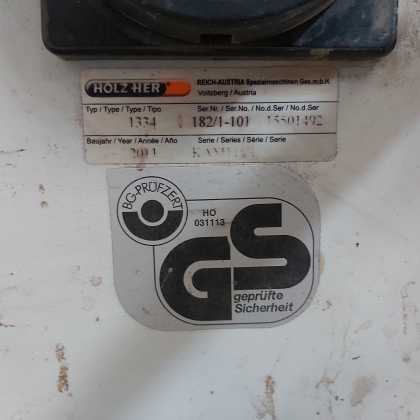 HOLZ-HER
REICH-AUSTRIA Spezialmaschinen Ges.m.b.H.
Voitsberg / Austria
Typ / Type / Type / Tipo
Ser.Nr. / Ser.No. / No.d.Ser / No.d.Ser
1334
182/1-101 15501492
Baujahr / Year / Année / Año
Serie / Series / Série / Serie
2011
BG-PRÜFZERT
HO
031113
GS
geprüfte
Sicherheit